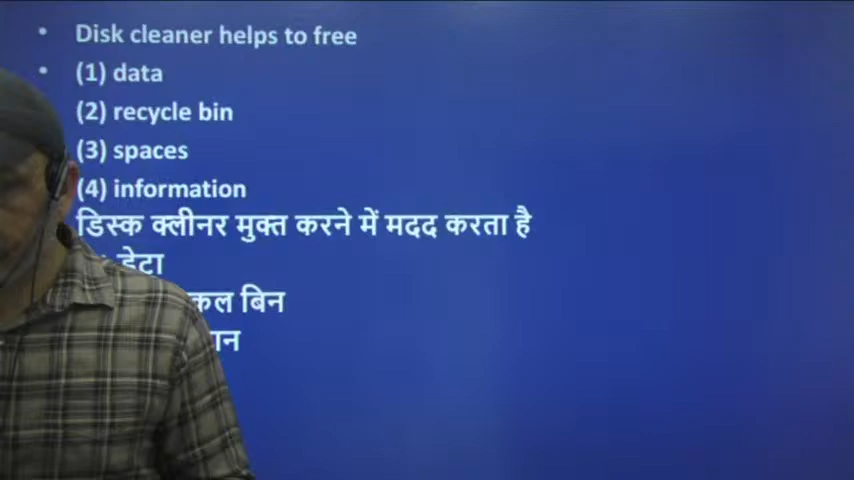 • Disk cleaner helps to free
• (1) data
(2) recycle bin
(3) spaces
(4) information
डिस्क क्लीनर मुक्त करने में मदद करता है
डेटा
बिन